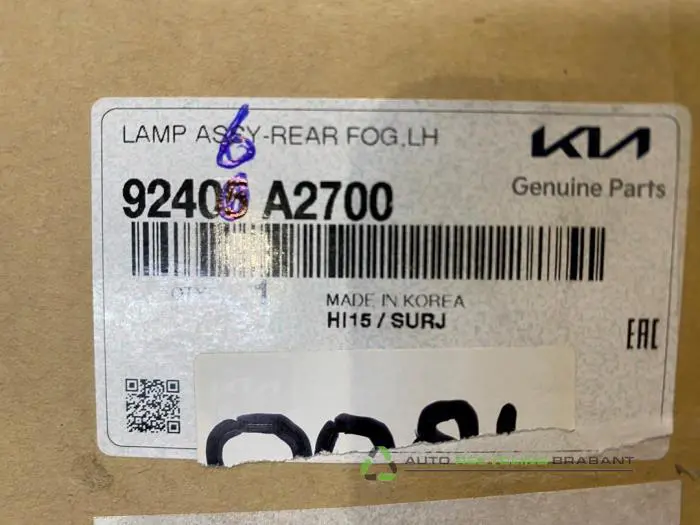 LAMP ASSY-REAR FOG,LH
6
KIA
Genuine Parts
92405 A2700
QTY 1
MADE IN KOREA
HI15 / SURJ
EAC
AUTO RECYCLING BRABANT